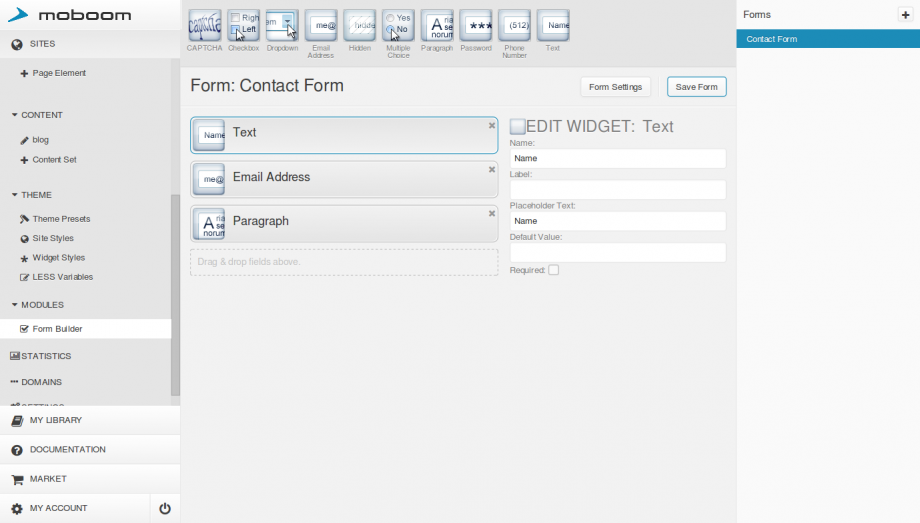 moboom
SITES
Page Element
CONTENT
blog
Content Set
THEME
Theme Presets
Site Styles
Widget Styles
LESS Variables
MODULES
Form Builder
STATISTICS
DOMAINS
SETTINGS
MY LIBRARY
DOCUMENTATION
MARKET
MY ACCOUNT
captcha
Righ
Left
em
me@
hidde
Yes
No
A ria
se
norum
***
(512)
Name
CAPTCHA
Checkbox
Dropdown
Email
Address
Hidden
Multiple
Choice
Paragraph
Password
Phone
Number
Text
Form: Contact Form
Form Settings
Save Form
Name
Text
me@
Email Address
A ria
se
norum
Paragraph
Drag & drop fields above.
EDIT WIDGET: Text
Name:
Name
Label:
Placeholder Text:
Name
Default Value:
Required:
Forms
Contact Form